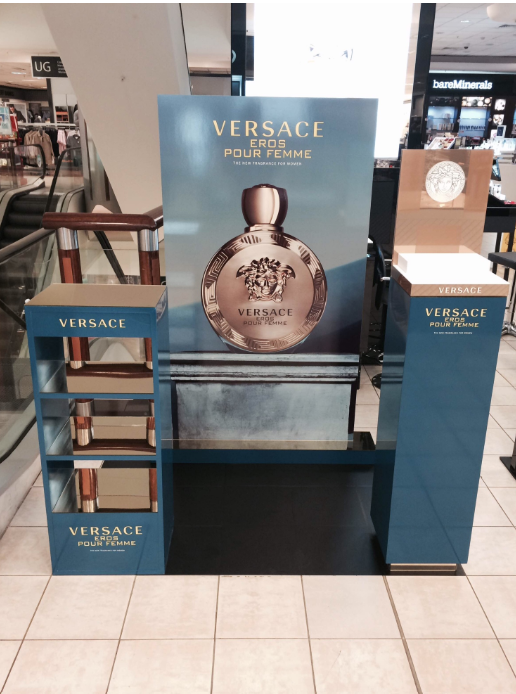 UG
bareMinerals
VERSACE
EROS
POUR FEMME
THE NEW FRAGRANCE FOR WOMEN
VERSACE
EROS
POUR FEMME
VERSACE
VERSACE
EROS
POUR FEMME
VERSACE
VERSACE
EROS
POUR FEMME